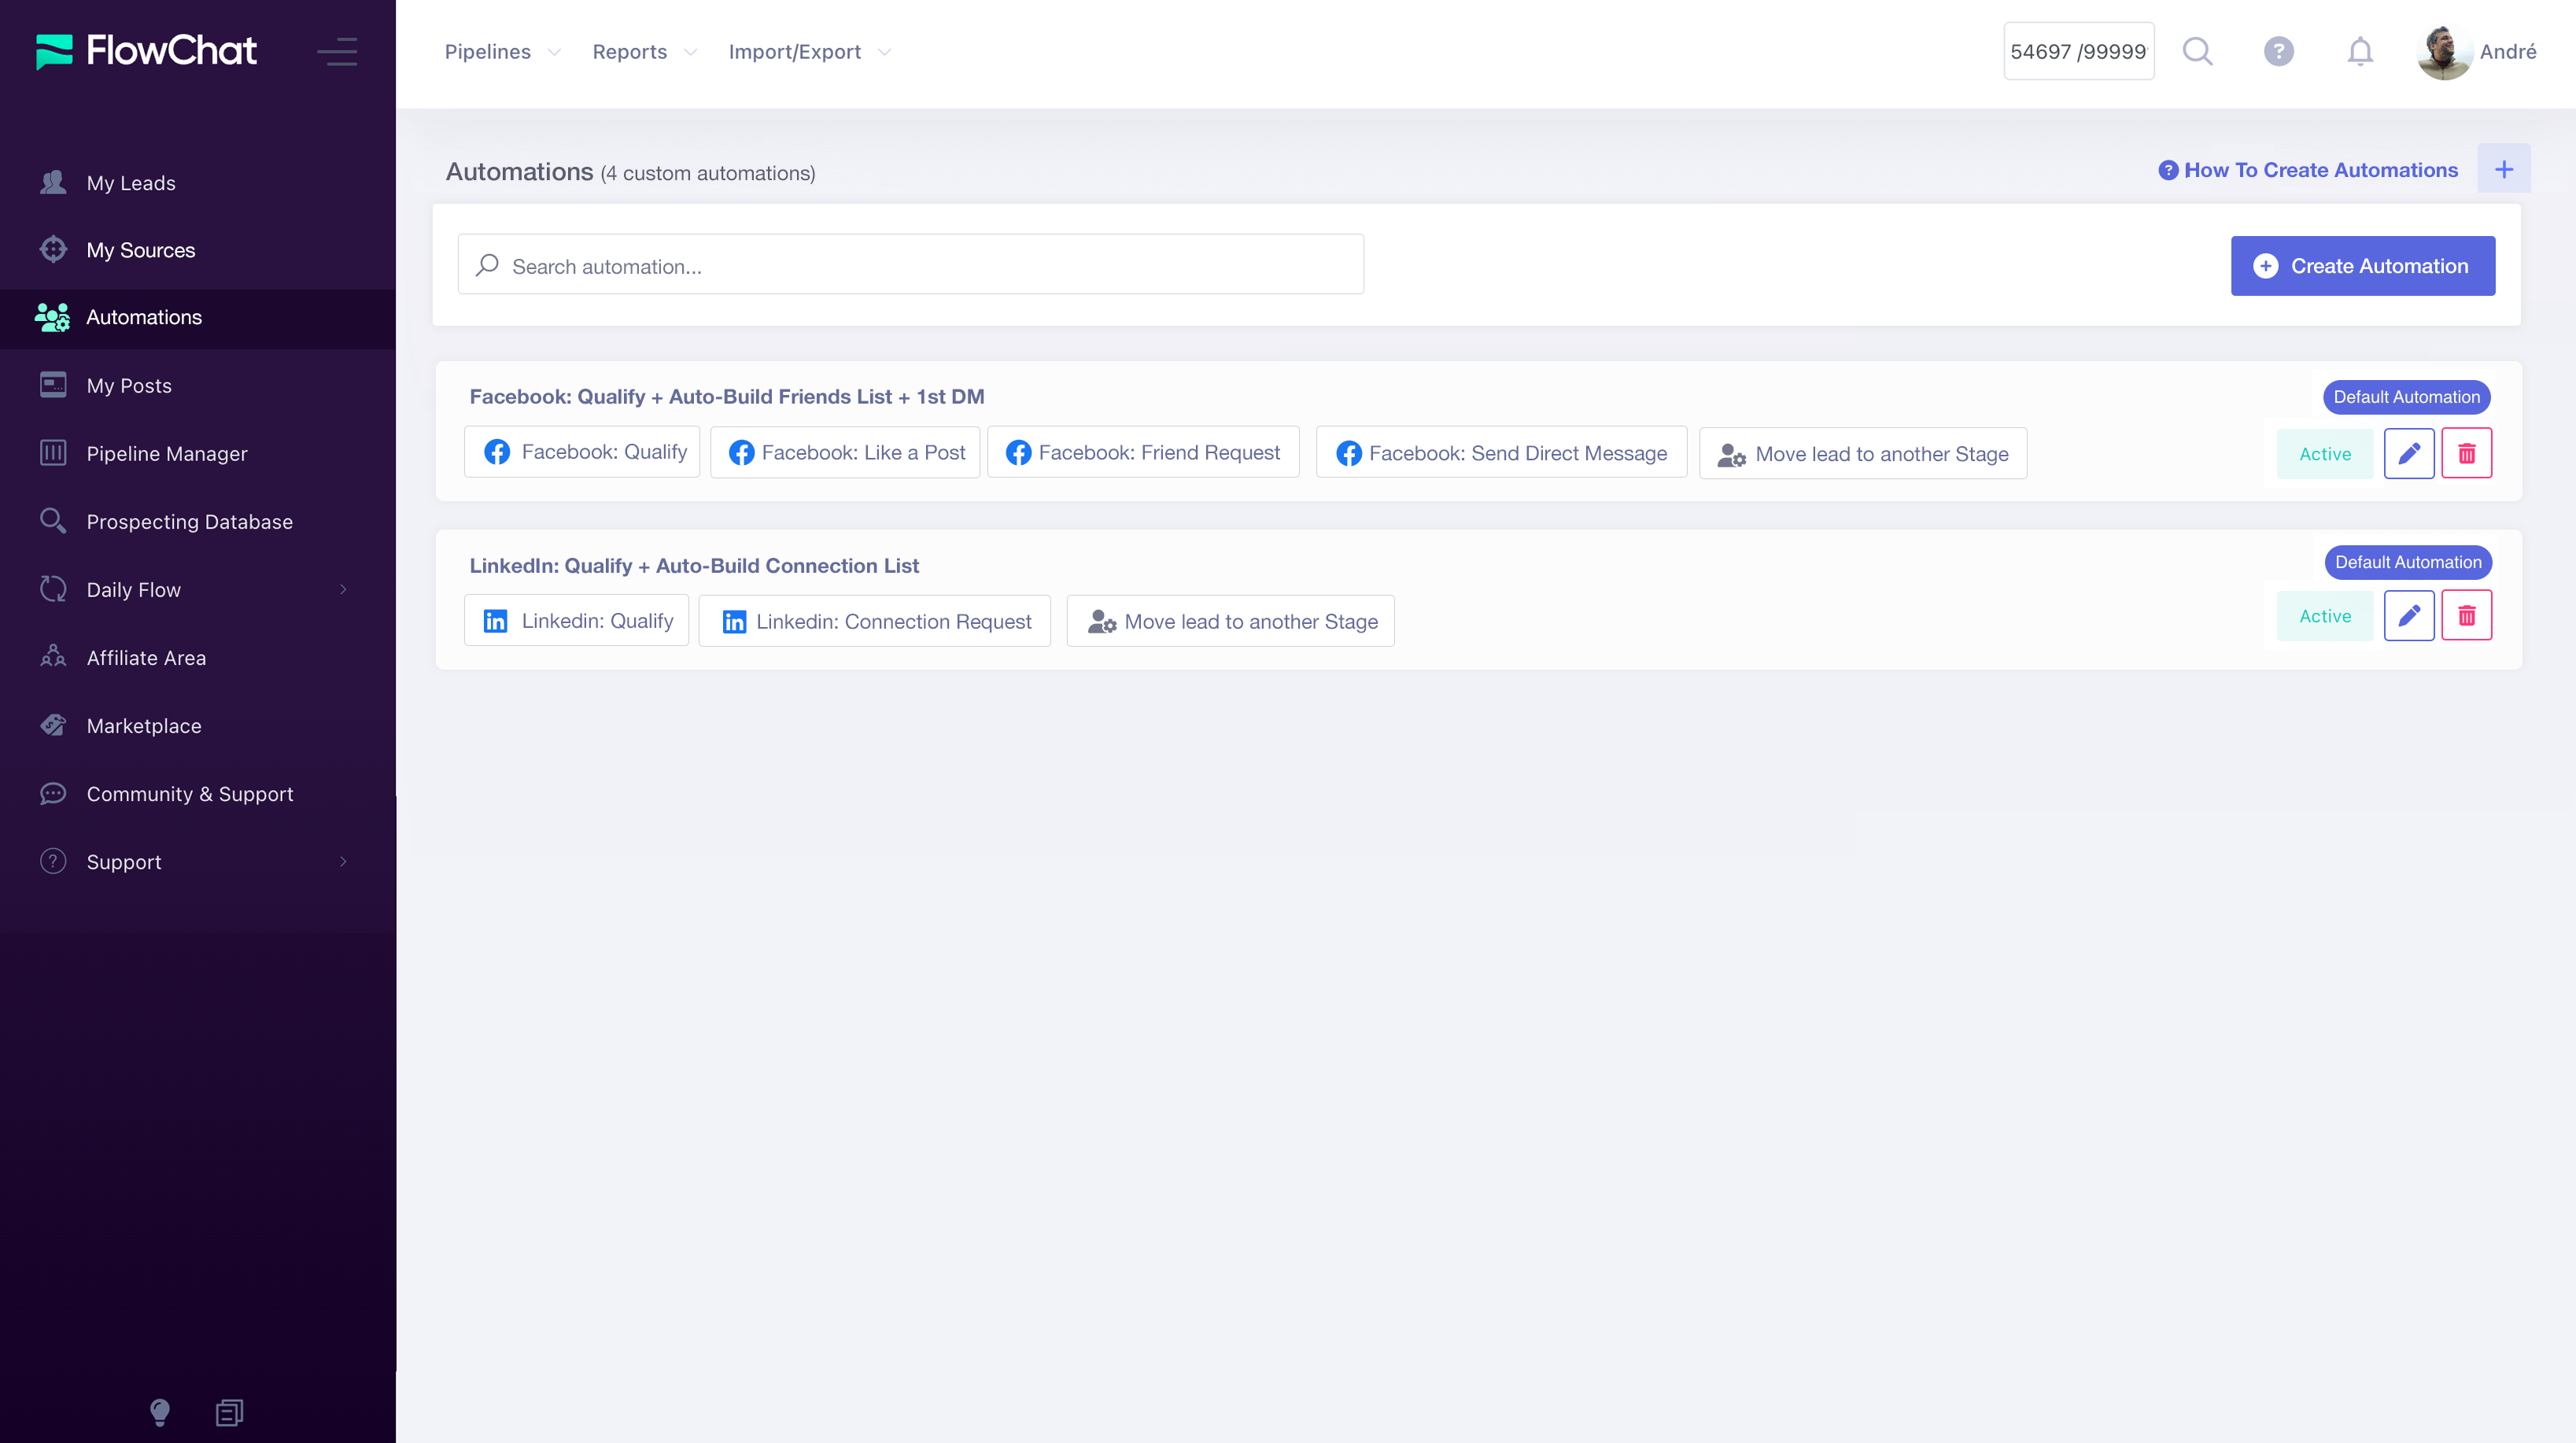 FlowChat
Pipelines
Reports
Import/Export
54697 /99999
André
My Leads
My Sources
Automations
My Posts
Pipeline Manager
Prospecting Database
Daily Flow
Affiliate Area
Marketplace
Community & Support
Support
Automations (4 custom automations)
How To Create Automations
Search automation...
Create Automation
Facebook: Qualify + Auto-Build Friends List + 1st DM
Default Automation
Facebook: Qualify
Facebook: Like a Post
Facebook: Friend Request
Facebook: Send Direct Message
Move lead to another Stage
Active
LinkedIn: Qualify + Auto-Build Connection List
Default Automation
Linkedin: Qualify
Linkedin: Connection Request
Move lead to another Stage
Active